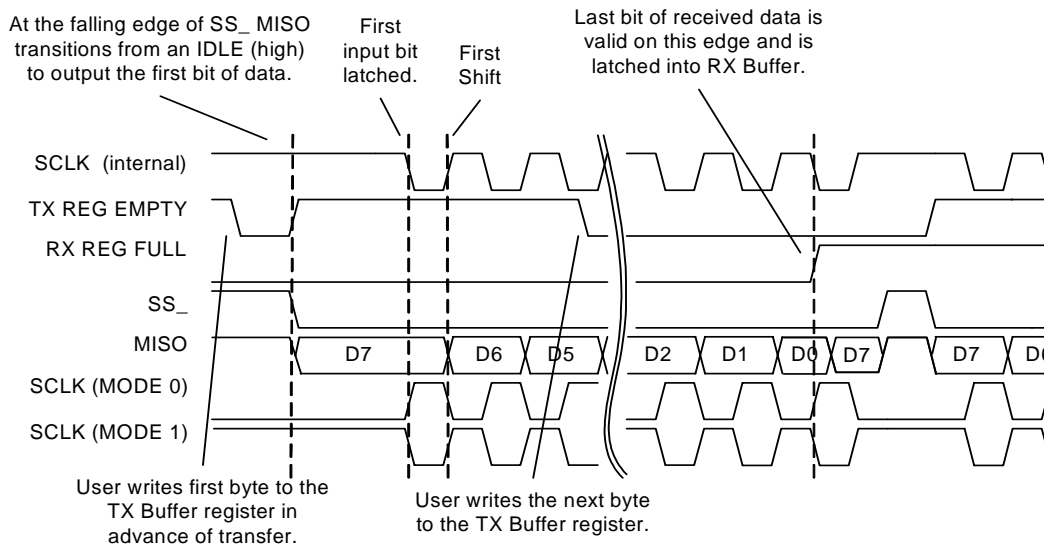 At the falling edge of SS_ MISO
transitions from an IDLE (high)
to output the first bit of data.
First
input bit
latched.
First
Shift
Last bit of received data is
valid on this edge and is
latched into RX Buffer.
SCLK (internal)
TX REG EMPTY
RX REG FULL
SS_
MISO D7 D6 D5 D2 D1 D0 D7 D7
SCLK (MODE 0)
SCLK (MODE 1)
User writes first byte to the
TX Buffer register in
advance of transfer.
User writes the next byte
to the TX Buffer register.